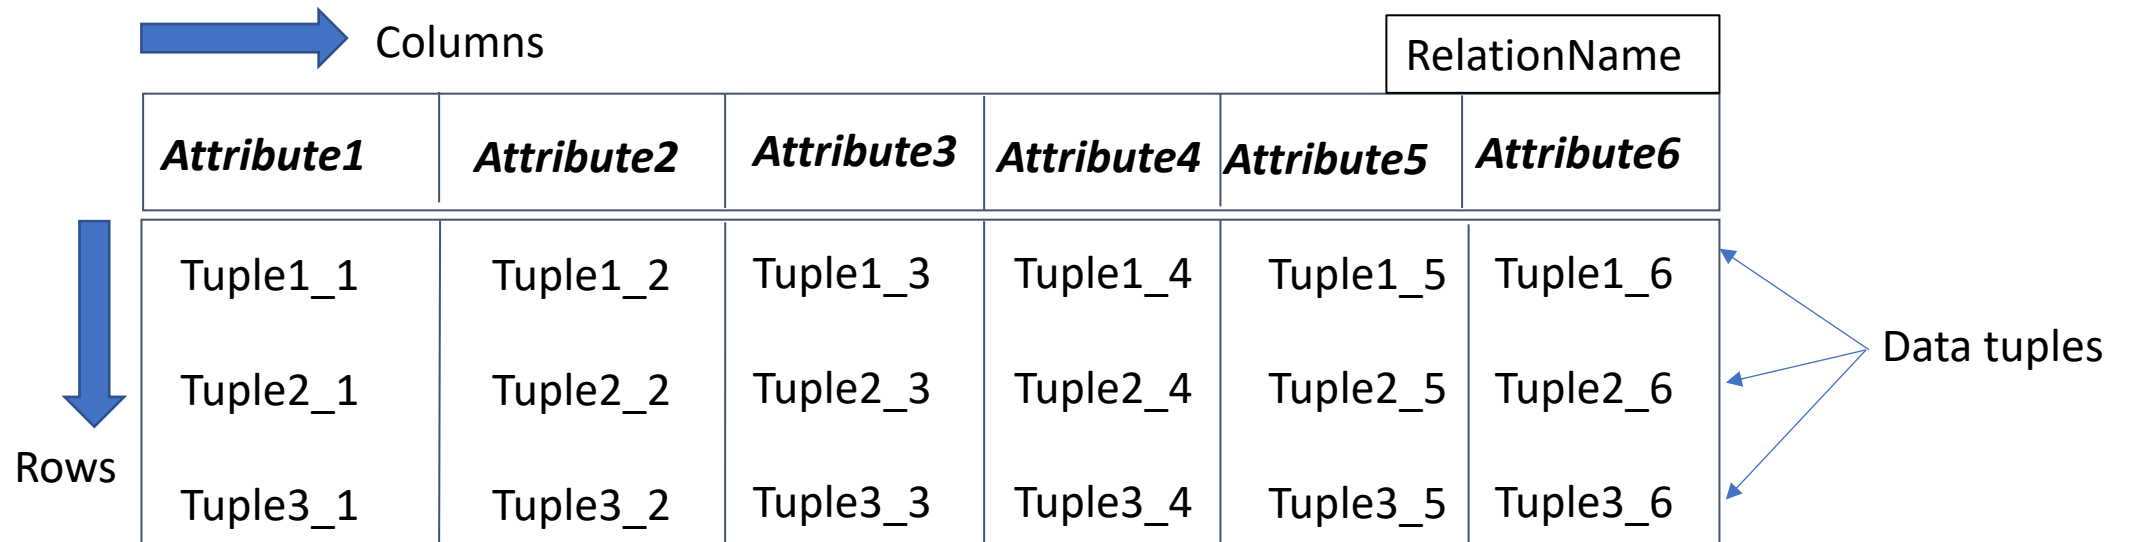 Columns
RelationName
Attribute1 Attribute2 Attribute3 Attribute4 Attribute5 Attribute6
Tuple1_1 Tuple1_2 Tuple1_3 Tuple1_4 Tuple1_5 Tuple1_6
Data tuples
Tuple2_1 Tuple2_2 Tuple2_3 Tuple2_4 Tuple2_5 Tuple2_6
Rows
Tuple3_1 Tuple3_2 Tuple3_3 Tuple3_4 Tuple3_5 Tuple3_6